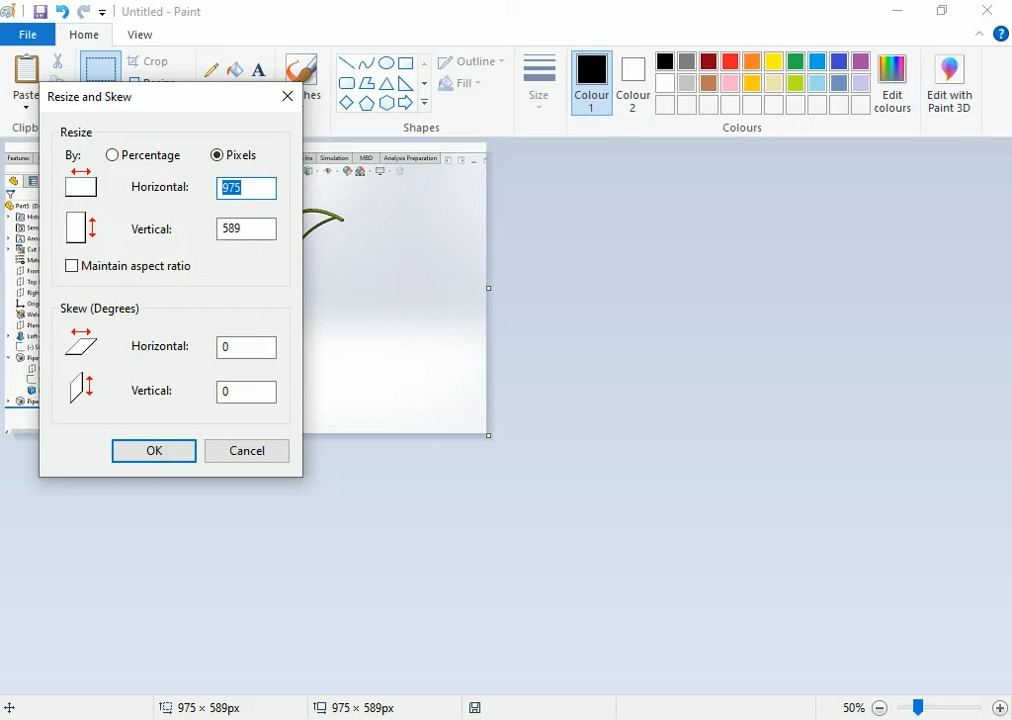 Untitled - Paint
File Home View
Paste
Crop
Outline
Fill
Size
Colour 1
Colour 2
Edit colours
Edit with Paint 3D
Shapes
Colours
Resize and Skew
Resize
By: Percentage Pixels
Horizontal: 975
Vertical: 589
Maintain aspect ratio
Skew (Degrees)
Horizontal: 0
Vertical: 0
OK Cancel
Features
Simulation MBD Analysis Preparation
Part5
975 × 589px 975 × 589px 50%